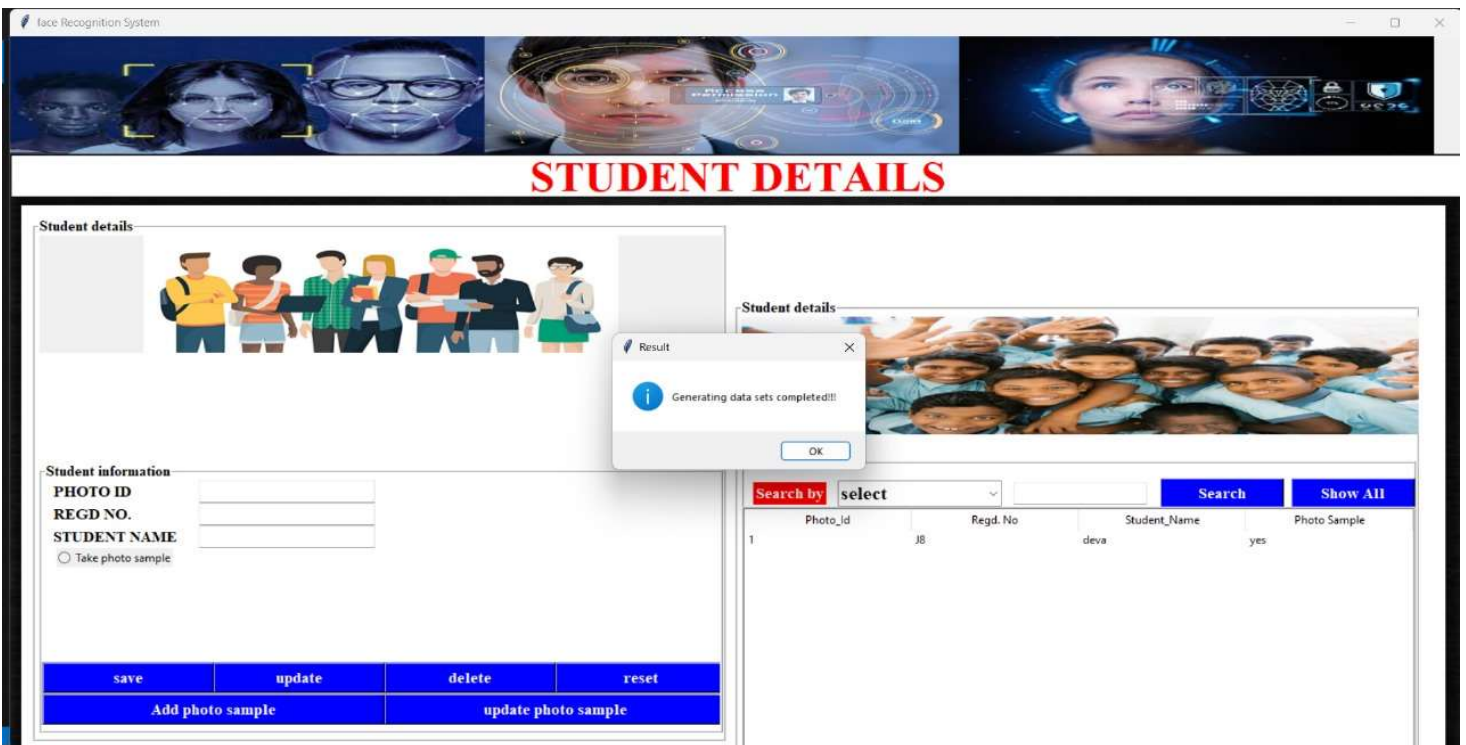 face Recognition System
Access
Permission
STUDENT DETAILS
Student details
Student details
Result
Generating data sets completed!!!
OK
Student information
PHOTO ID
REGD NO.
STUDENT NAME
Take photo sample
Search by select Search Show All
Photo_Id Regd. No Student_Name Photo Sample
1 J8 deva yes
save update delete reset
Add photo sample update photo sample